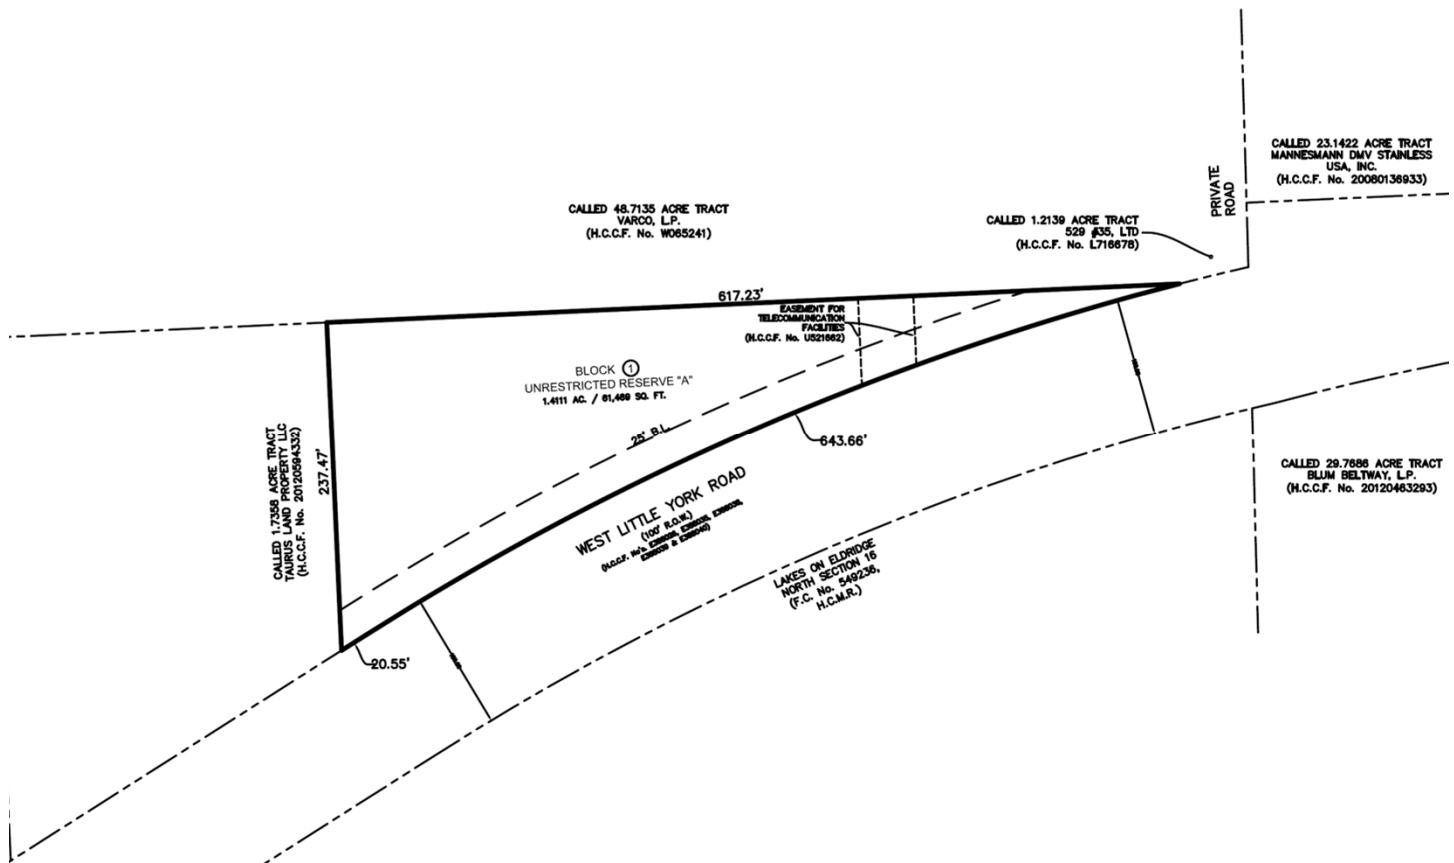 CALLED 23.1422 ACRE TRACT
MANNESMANN DMV STAINLESS
USA, INC.
(H.C.C.F. No. 20080136933)
PRIVATE
ROAD
CALLED 48.7135 ACRE TRACT
VARCO, L.P.
(H.C.C.F. No. W065241)
CALLED 1.2139 ACRE TRACT
529 #35, LTD
(H.C.C.F. No. L716678)
617.23'
EASEMENT FOR
TELECOMMUNICATION
FACILITIES
(H.C.C.F. No. U521662)
BLOCK 1
UNRESTRICTED RESERVE "A"
1.4111 AC. / 61,469 SQ. FT.
CALLED 1.7358 ACRE TRACT
TAURUS LAND PROPERTY LLC
(H.C.C.F. No. 20120594332)
237.47'
25' B.L.
643.66'
WEST LITTLE YORK ROAD
(100' R.O.W.)
(H.C.C.F. No's.
CALLED 29.7686 ACRE TRACT
BLUM BELTWAY, L.P.
(H.C.C.F. No. 20120463293)
LAKES ON ELDRIDGE
NORTH SECTION 16
(F.C. No. 549236,
H.C.M.R.)
20.55'